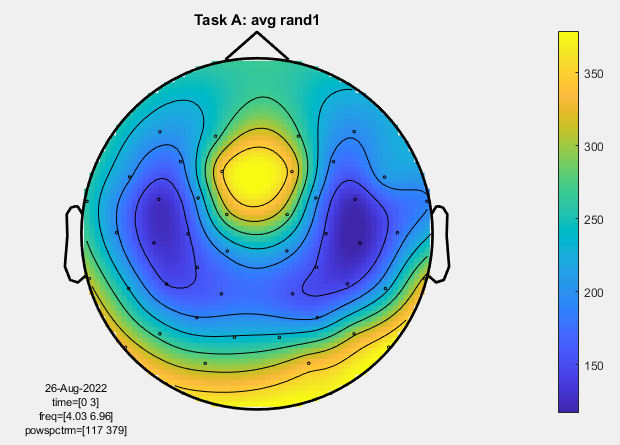 Task A: avg rand1
350
300
250
200
150
26-Aug-2022
time=[0 3]
freq=[4.03 6.96]
powspctrm=[117 379]